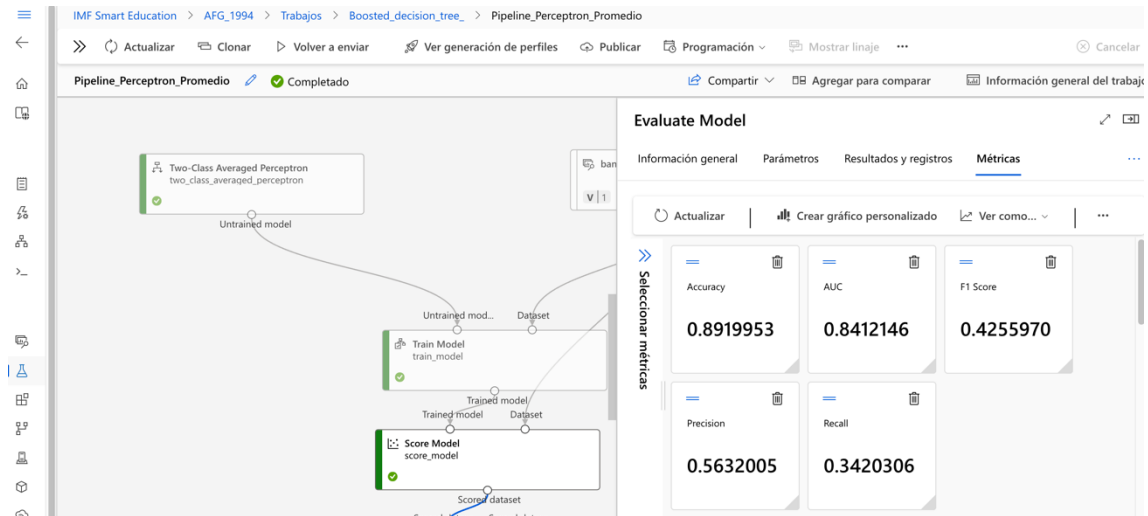 IMF Smart Education > AFG_1994 > Trabajos > Boosted_decision_tree_ > Pipeline_Perceptron_Promedio
Actualizar Clonar Volver a enviar Ver generación de perfiles Publicar Programación Mostrar linaje ... Cancelar
Pipeline_Perceptron_Promedio Completado Compartir Agregar para comparar Información general del trabajo
Two-Class Averaged Perceptron
two_class_averaged_perceptron
Untrained model
ban
V | 1
Untrained mod... Dataset
Train Model
train_model
Trained model
Trained model Dataset
Score Model
score_model
Scored dataset
Evaluate Model
Información general Parámetros Resultados y registros Métricas ...
Actualizar Crear gráfico personalizado Ver como... ...
Seleccionar métricas
Accuracy
0.8919953
AUC
0.8412146
F1 Score
0.4255970
Precision
0.5632005
Recall
0.3420306